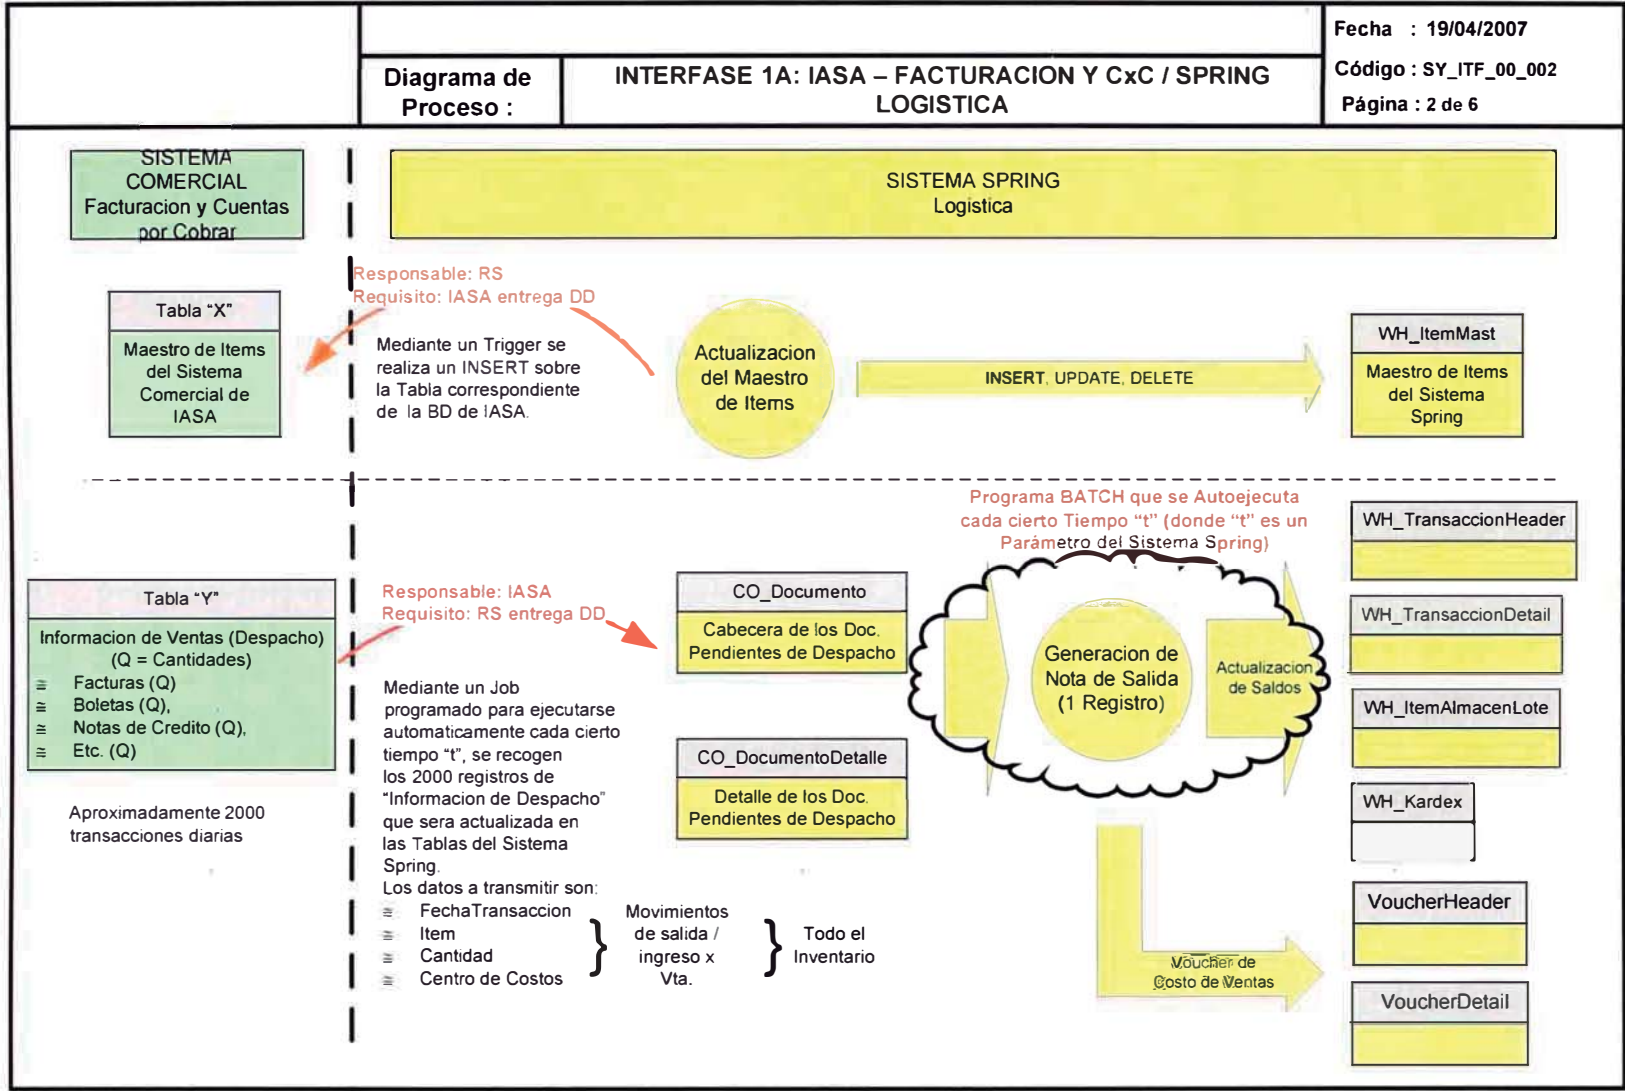 Fecha : 19/04/2007
Diagrama de
Proceso :
INTERFASE 1A: IASA – FACTURACION Y CxC / SPRING
LOGISTICA
Código : SY_ITF_00_002
Página : 2 de 6
SISTEMA
COMERCIAL
Facturacion y Cuentas
por Cobrar
SISTEMA SPRING
Logistica
Responsable: RS
Requisito: IASA entrega DD
Tabla "X"
Maestro de Items
del Sistema
Comercial de
IASA
Mediante un Trigger se
realiza un INSERT sobre
la Tabla correspondiente
de la BD de IASA.
Actualizacion
del Maestro
de Items
INSERT, UPDATE, DELETE
WH_ItemMast
Maestro de Items
del Sistema
Spring
Programa BATCH que se Autoejecuta
cada cierto Tiempo "t" (donde "t" es un
Parámetro del Sistema Spring)
Tabla "Y"
Informacion de Ventas (Despacho)
(Q = Cantidades)
≅ Facturas (Q)
≅ Boletas (Q),
≅ Notas de Credito (Q),
≅ Etc. (Q)
Aproximadamente 2000
transacciones diarias
Responsable: IASA
Requisito: RS entrega DD
Mediante un Job
programado para ejecutarse
automaticamente cada cierto
tiempo "t", se recogen
los 2000 registros de
"Informacion de Despacho"
que sera actualizada en
las Tablas del Sistema
Spring.
Los datos a transmitir son:
≅ FechaTransaccion
≅ Item
≅ Cantidad
≅ Centro de Costos
Movimientos
de salida /
ingreso x
Vta.
Todo el
Inventario
CO_Documento
Cabecera de los Doc.
Pendientes de Despacho
CO_DocumentoDetalle
Detalle de los Doc.
Pendientes de Despacho
Generacion de
Nota de Salida
(1 Registro)
Actualizacion
de Saldos
Voucher de
Costo de Ventas
WH_TransaccionHeader
WH_TransaccionDetail
WH_ItemAlmacenLote
WH_Kardex
VoucherHeader
VoucherDetail